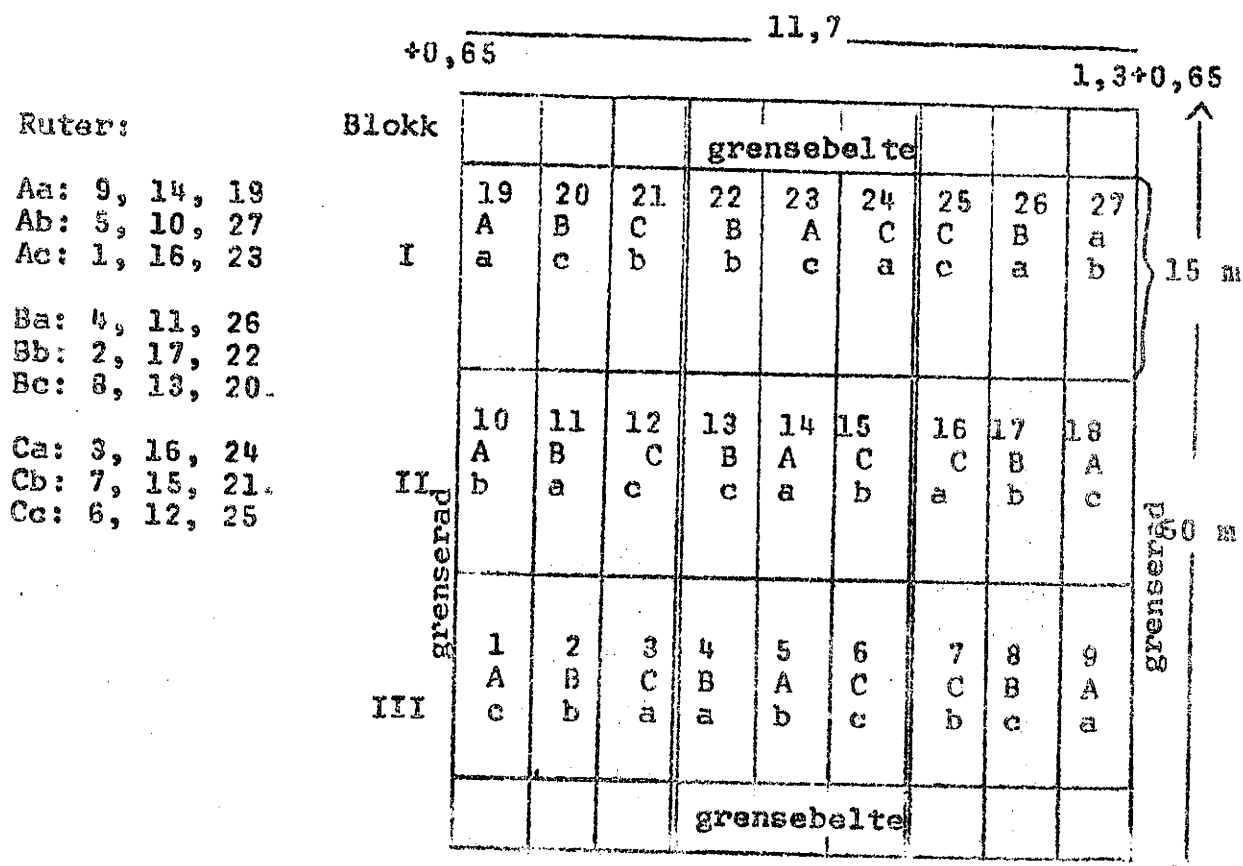 11,7
+0,65
1,3+0,65
Ruter:
Blokk
grensebelte
Aa: 9, 14, 19
Ab: 5, 10, 27
Ac: 1, 16, 23
Ba: 4, 11, 26
Bb: 2, 17, 22
Bc: 8, 13, 20.
Ca: 3, 16, 24
Cb: 7, 15, 21.
Cc: 6, 12, 25
19 20 21 22 23 24 25 26 27
A B C B A C C B a
I a c b b c a c a b
15 m
10 11 12 13 14 15 16 17 18
A B C B A C C B A
II b a c c a b a b c
grenserad
grenserad
60 m
1 2 3 4 5 6 7 8 9
A B C B A C C B A
III c b a a b c b c a
grensebelte